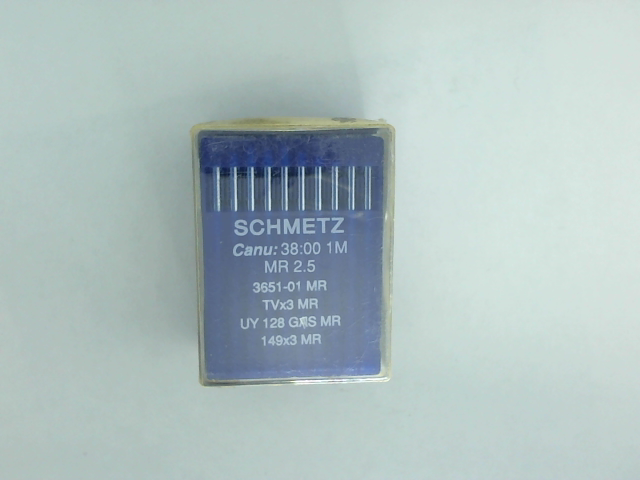 SCHMETZ
Canu: 38:00 1M
MR 2.5
3651-01 MR
TVx3 MR
UY 128 GAS MR
149x3 MR